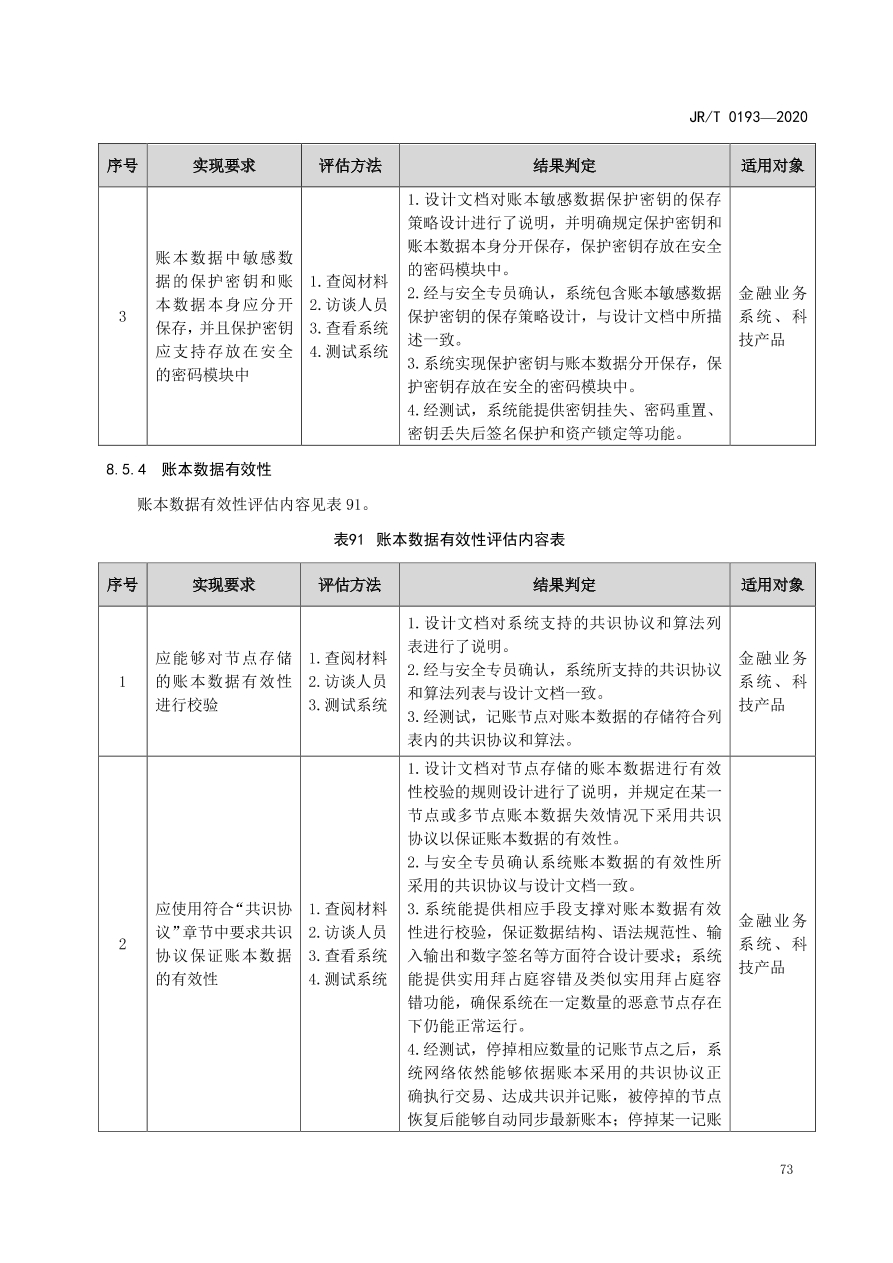 JR/T 0193—2020
序号 实现要求 评估方法 结果判定 适用对象
3
账本数据中敏感数
据的保护密钥和账
本数据本身应分开
保存，并且保护密钥
应支持存放在安全
的密码模块中
1.查阅材料
2.访谈人员
3.查看系统
4.测试系统
1.设计文档对账本敏感数据保护密钥的保存
策略设计进行了说明，并明确规定保护密钥和
账本数据本身分开保存，保护密钥存放在安全
的密码模块中。
2.经与安全专员确认，系统包含账本敏感数据
保护密钥的保存策略设计，与设计文档中所描
述一致。
3.系统实现保护密钥与账本数据分开保存，保
护密钥存放在安全的密码模块中。
4.经测试，系统能提供密钥挂失、密码重置、
密钥丢失后签名保护和资产锁定等功能。
金融业务
系统、科
技产品
8.5.4 账本数据有效性
账本数据有效性评估内容见表 91。
表91 账本数据有效性评估内容表
序号 实现要求 评估方法 结果判定 适用对象
1
应能够对节点存储
的账本数据有效性
进行校验
1.查阅材料
2.访谈人员
3.测试系统
1.设计文档对系统支持的共识协议和算法列
表进行了说明。
2.经与安全专员确认，系统所支持的共识协议
和算法列表与设计文档一致。
3.经测试，记账节点对账本数据的存储符合列
表内的共识协议和算法。
金融业务
系统、科
技产品
2
应使用符合“共识协
议”章节中要求共识
协议保证账本数据
的有效性
1.查阅材料
2.访谈人员
3.查看系统
4.测试系统
1.设计文档对节点存储的账本数据进行有效
性校验的规则设计进行了说明，并规定在某一
节点或多节点账本数据失效情况下采用共识
协议以保证账本数据的有效性。
2.与安全专员确认系统账本数据的有效性所
采用的共识协议与设计文档一致。
3.系统能提供相应手段支撑对账本数据有效
性进行校验，保证数据结构、语法规范性、输
入输出和数字签名等方面符合设计要求；系统
能提供实用拜占庭容错及类似实用拜占庭容
错功能，确保系统在一定数量的恶意节点存在
下仍能正常运行。
4.经测试，停掉相应数量的记账节点之后，系
统网络依然能够依据账本采用的共识协议正
确执行交易、达成共识并记账，被停掉的节点
恢复后能够自动同步最新账本；停掉某一记账
金融业务
系统、科
技产品
73